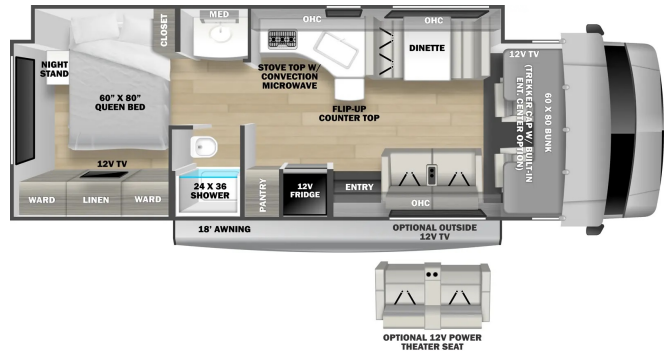 MED
CLOSET
OHC
OHC
NIGHT
STAND
60" X 80"
QUEEN BED
STOVE TOP W/
CONVECTION
MICROWAVE
DINETTE
FLIP-UP
COUNTER TOP
12V TV
(TREKKER CAP W/ BUILT-IN
ENT. CENTER OPTION)
60 X 80 BUNK
12V TV
WARD
LINEN
WARD
24 X 36
SHOWER
PANTRY
12V
FRIDGE
ENTRY
OHC
18' AWNING
OPTIONAL OUTSIDE
12V TV
OPTIONAL 12V POWER
THEATER SEAT